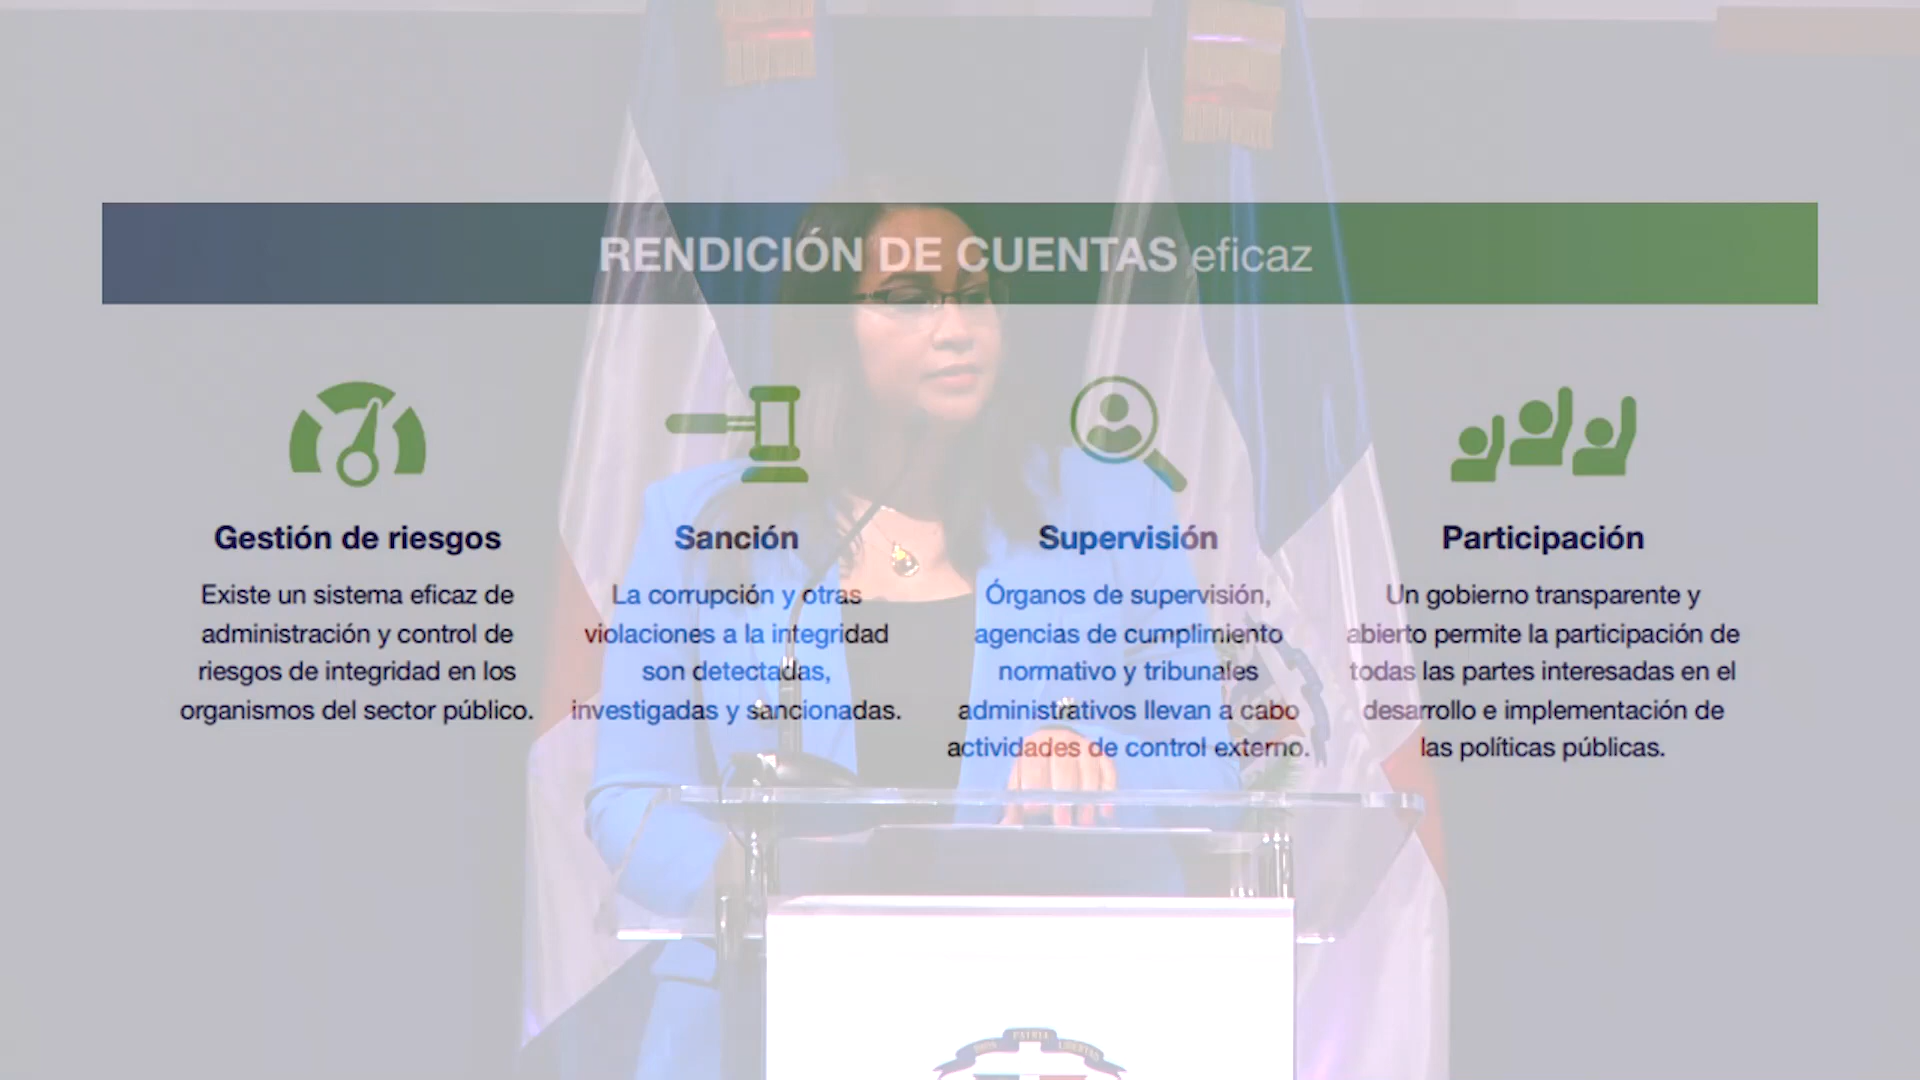 RENDICIÓN DE CUENTAS eficaz
Gestión de riesgos
Existe un sistema eficaz de
administración y control de
riesgos de integridad en los
organismos del sector público.
Sanción
La corrupción y otras
violaciones a la integridad
son detectadas,
investigadas y sancionadas.
Supervisión
Órganos de supervisión,
agencias de cumplimiento
normativo y tribunales
administrativos llevan a cabo
actividades de control externo.
Participación
Un gobierno transparente y
abierto permite la participación de
todas las partes interesadas en el
desarrollo e implementación de
las políticas públicas.
DIOS PATRIA LIBERTAD